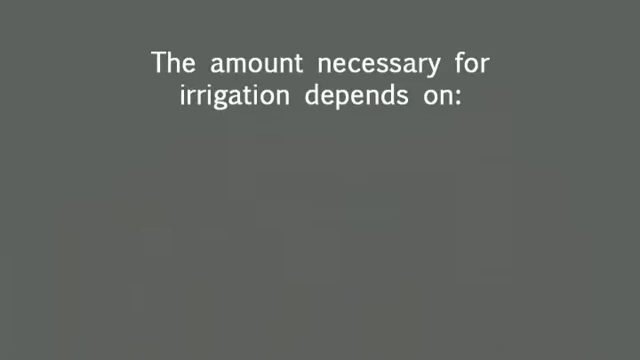 The amount necessary for
irrigation depends on: